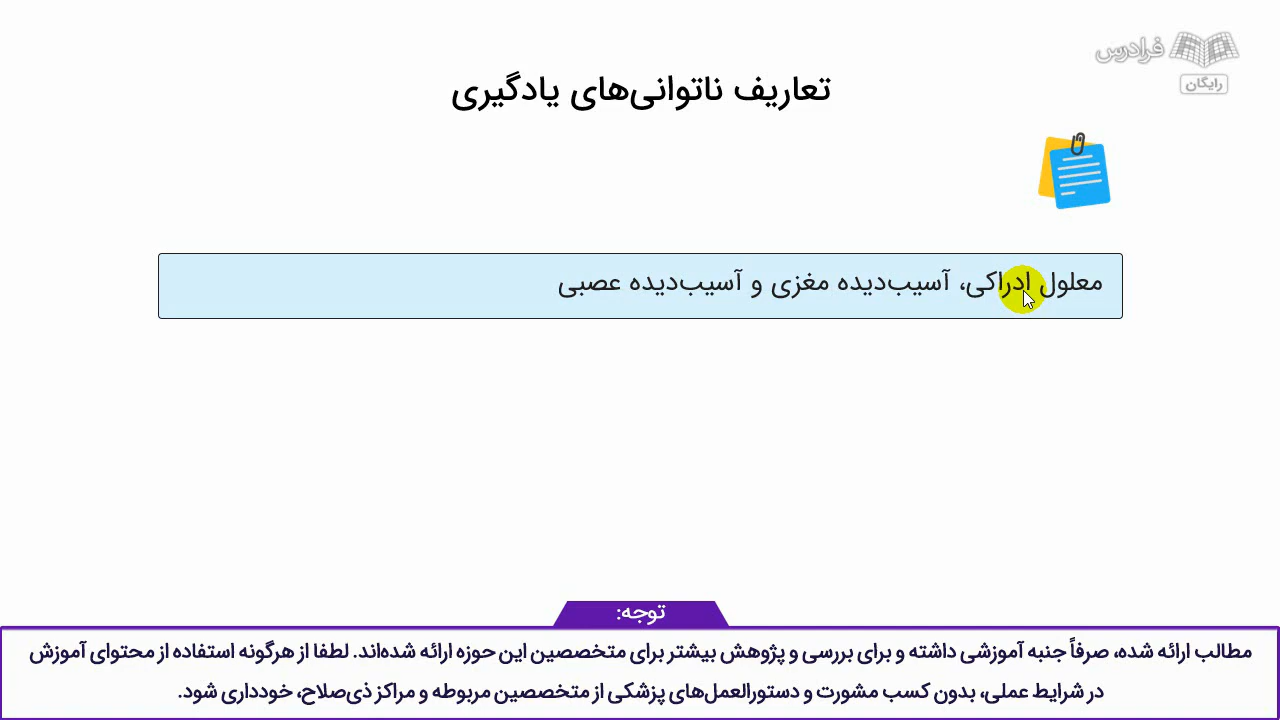 فرادرس
رایگان
تعاریف ناتوانی‌های یادگیری
معلول ادراکی، آسیب‌دیده مغزی و آسیب‌دیده عصبی
توجه:
مطالب ارائه شده، صرفاً جنبه آموزشی داشته و برای بررسی و پژوهش بیشتر برای متخصصین این حوزه ارائه شده‌اند. لطفا از هرگونه استفاده از محتوای آموزش
در شرایط عملی، بدون کسب مشورت و دستورالعمل‌های پزشکی از متخصصین مربوطه و مراکز ذی‌صلاح، خودداری شود.